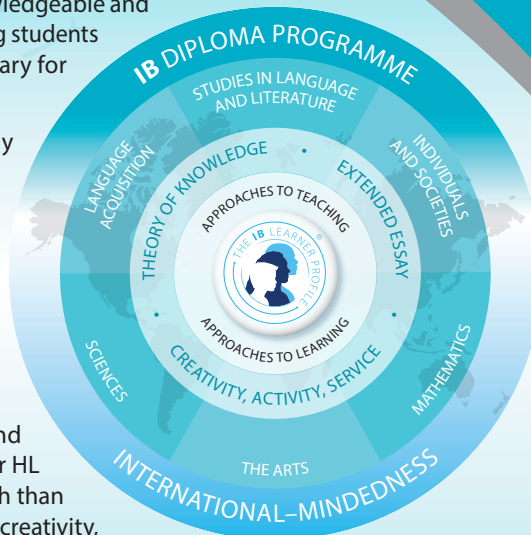 owledgeable and
g students
ary for
y
nd
r HL
h than
creativity,
IB DIPLOMA PROGRAMME
STUDIES IN LANGUAGE
AND LITERATURE
LANGUAGE
ACQUISITION
INDIVIDUALS
AND SOCIETIES
SCIENCES
MATHEMATICS
THE ARTS
THEORY OF KNOWLEDGE
EXTENDED ESSAY
CREATIVITY, ACTIVITY, SERVICE
APPROACHES TO TEACHING
APPROACHES TO LEARNING
THE IB LEARNER PROFILE®
INTERNATIONAL–MINDEDNESS